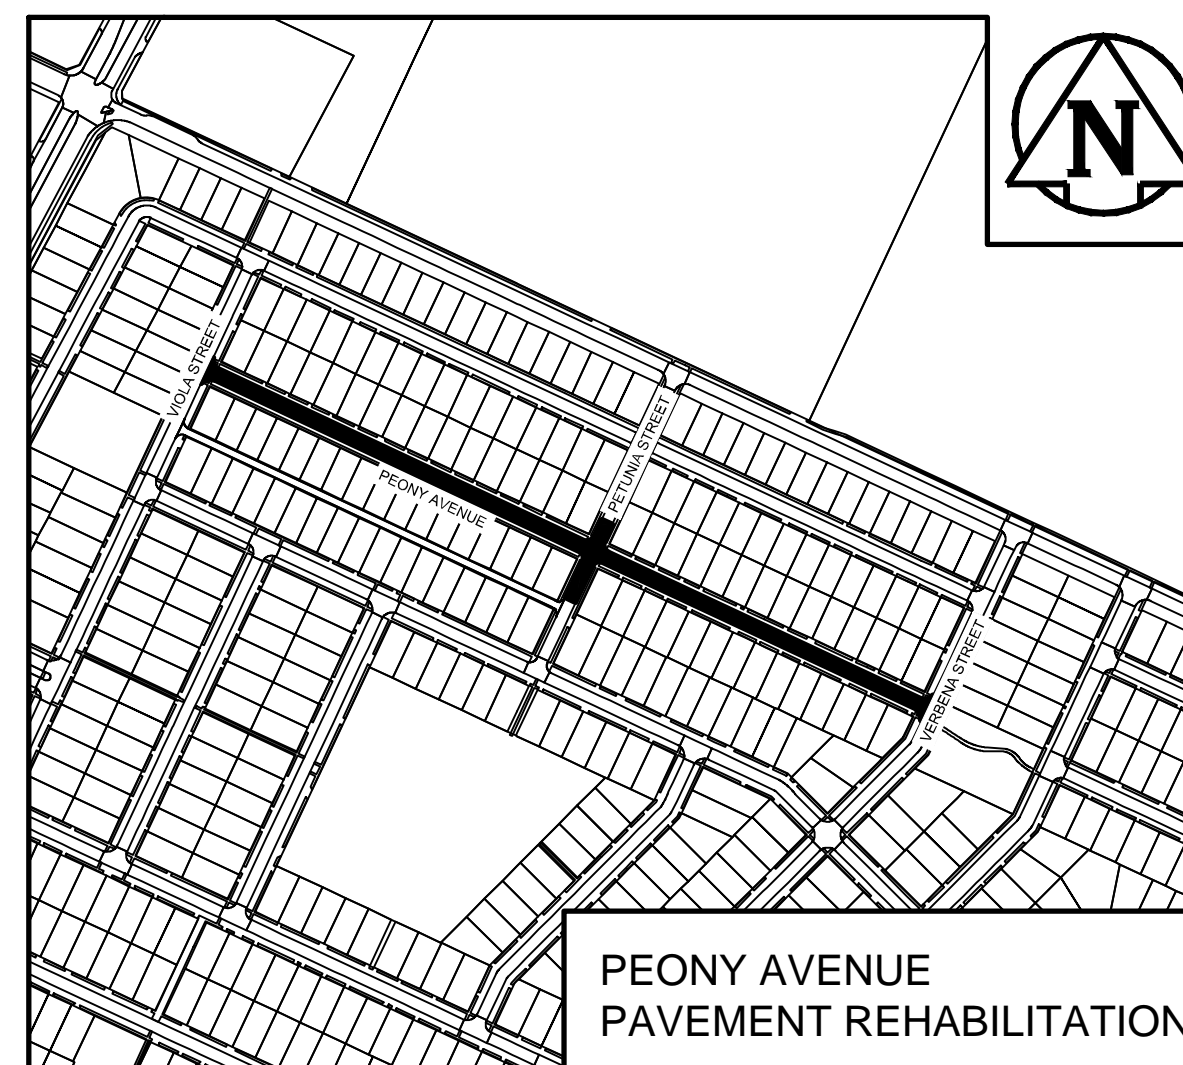 N
VIOLA STREET
PETUNIA STREET
PEONY AVENUE
VERBENA STREET
PEONY AVENUE
PAVEMENT REHABILITATION